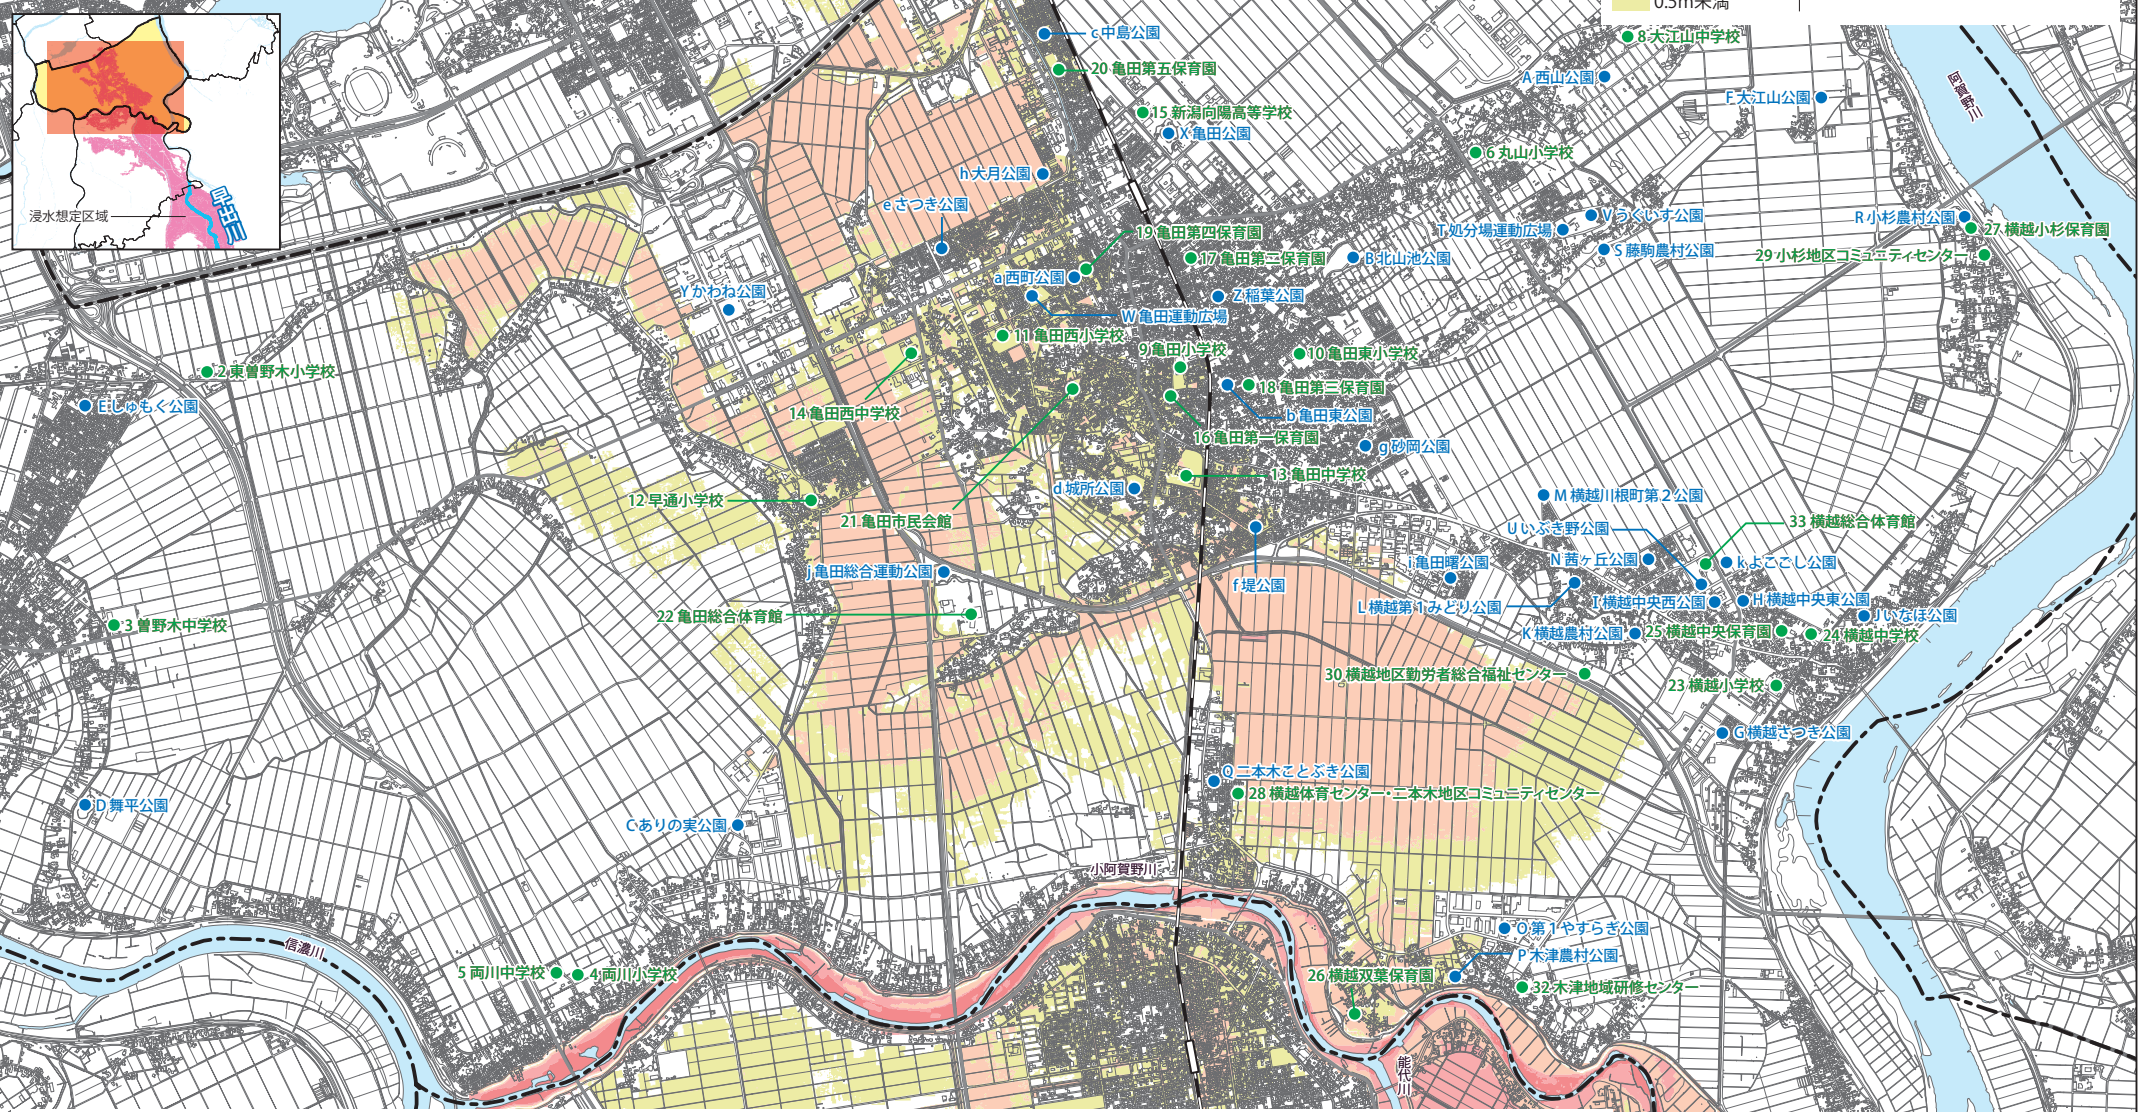 0.5m未満
c 中島公園
8 大江山中学校
20 亀田第五保育園
A 西山公園
阿賀野川
F 大江山公園
15 新潟向陽高等学校
X 亀田公園
6 丸山小学校
h 犬月公園
e さつき公園
早出川
浸水想定区域
V うぐいす公園
R 小杉農村公園
19 亀田第四保育園
T 処分場運動広場
27 横越小杉保育園
17 亀田第二保育園
B 北山池公園
S 藤駒農村公園
29 小杉地区コミュニティセンター
a 西町公園
Y かわね公園
Z 稲葉公園
W 亀田運動広場
11 亀田西小学校
9 亀田小学校
10 亀田東小学校
2 東曽野木小学校
18 亀田第三保育園
E しゅもく公園
14 亀田西中学校
b 亀田東公園
16 亀田第一保育園
g 砂岡公園
13 亀田中学校
d 城所公園
12 早通小学校
M 横越川根町第2公園
21 亀田市民会館
33 横越総合体育館
U いぶき野公園
N 茜ヶ丘公園
i 亀田曙公園
k よこごし公園
j 亀田総合運動公園
f 堤公園
H 横越中央東公園
I 横越中央西公園
L 横越第1みどり公園
22 亀田総合体育館
J いなほ公園
3 曽野木中学校
K 横越農村公園
25 横越中央保育園
24 横越中学校
30 横越地区勤労者総合福祉センター
23 横越小学校
G 横越さつき公園
Q 二本木ことぶき公園
28 横越体育センター・二本木地区コミュニティセンター
D 舞平公園
C ありの実公園
小阿賀野川
O 第1やすらぎ公園
信濃川
P 木津農村公園
5 両川中学校
4 両川小学校
26 横越双葉保育園
32 木津地域研修センター
能代川